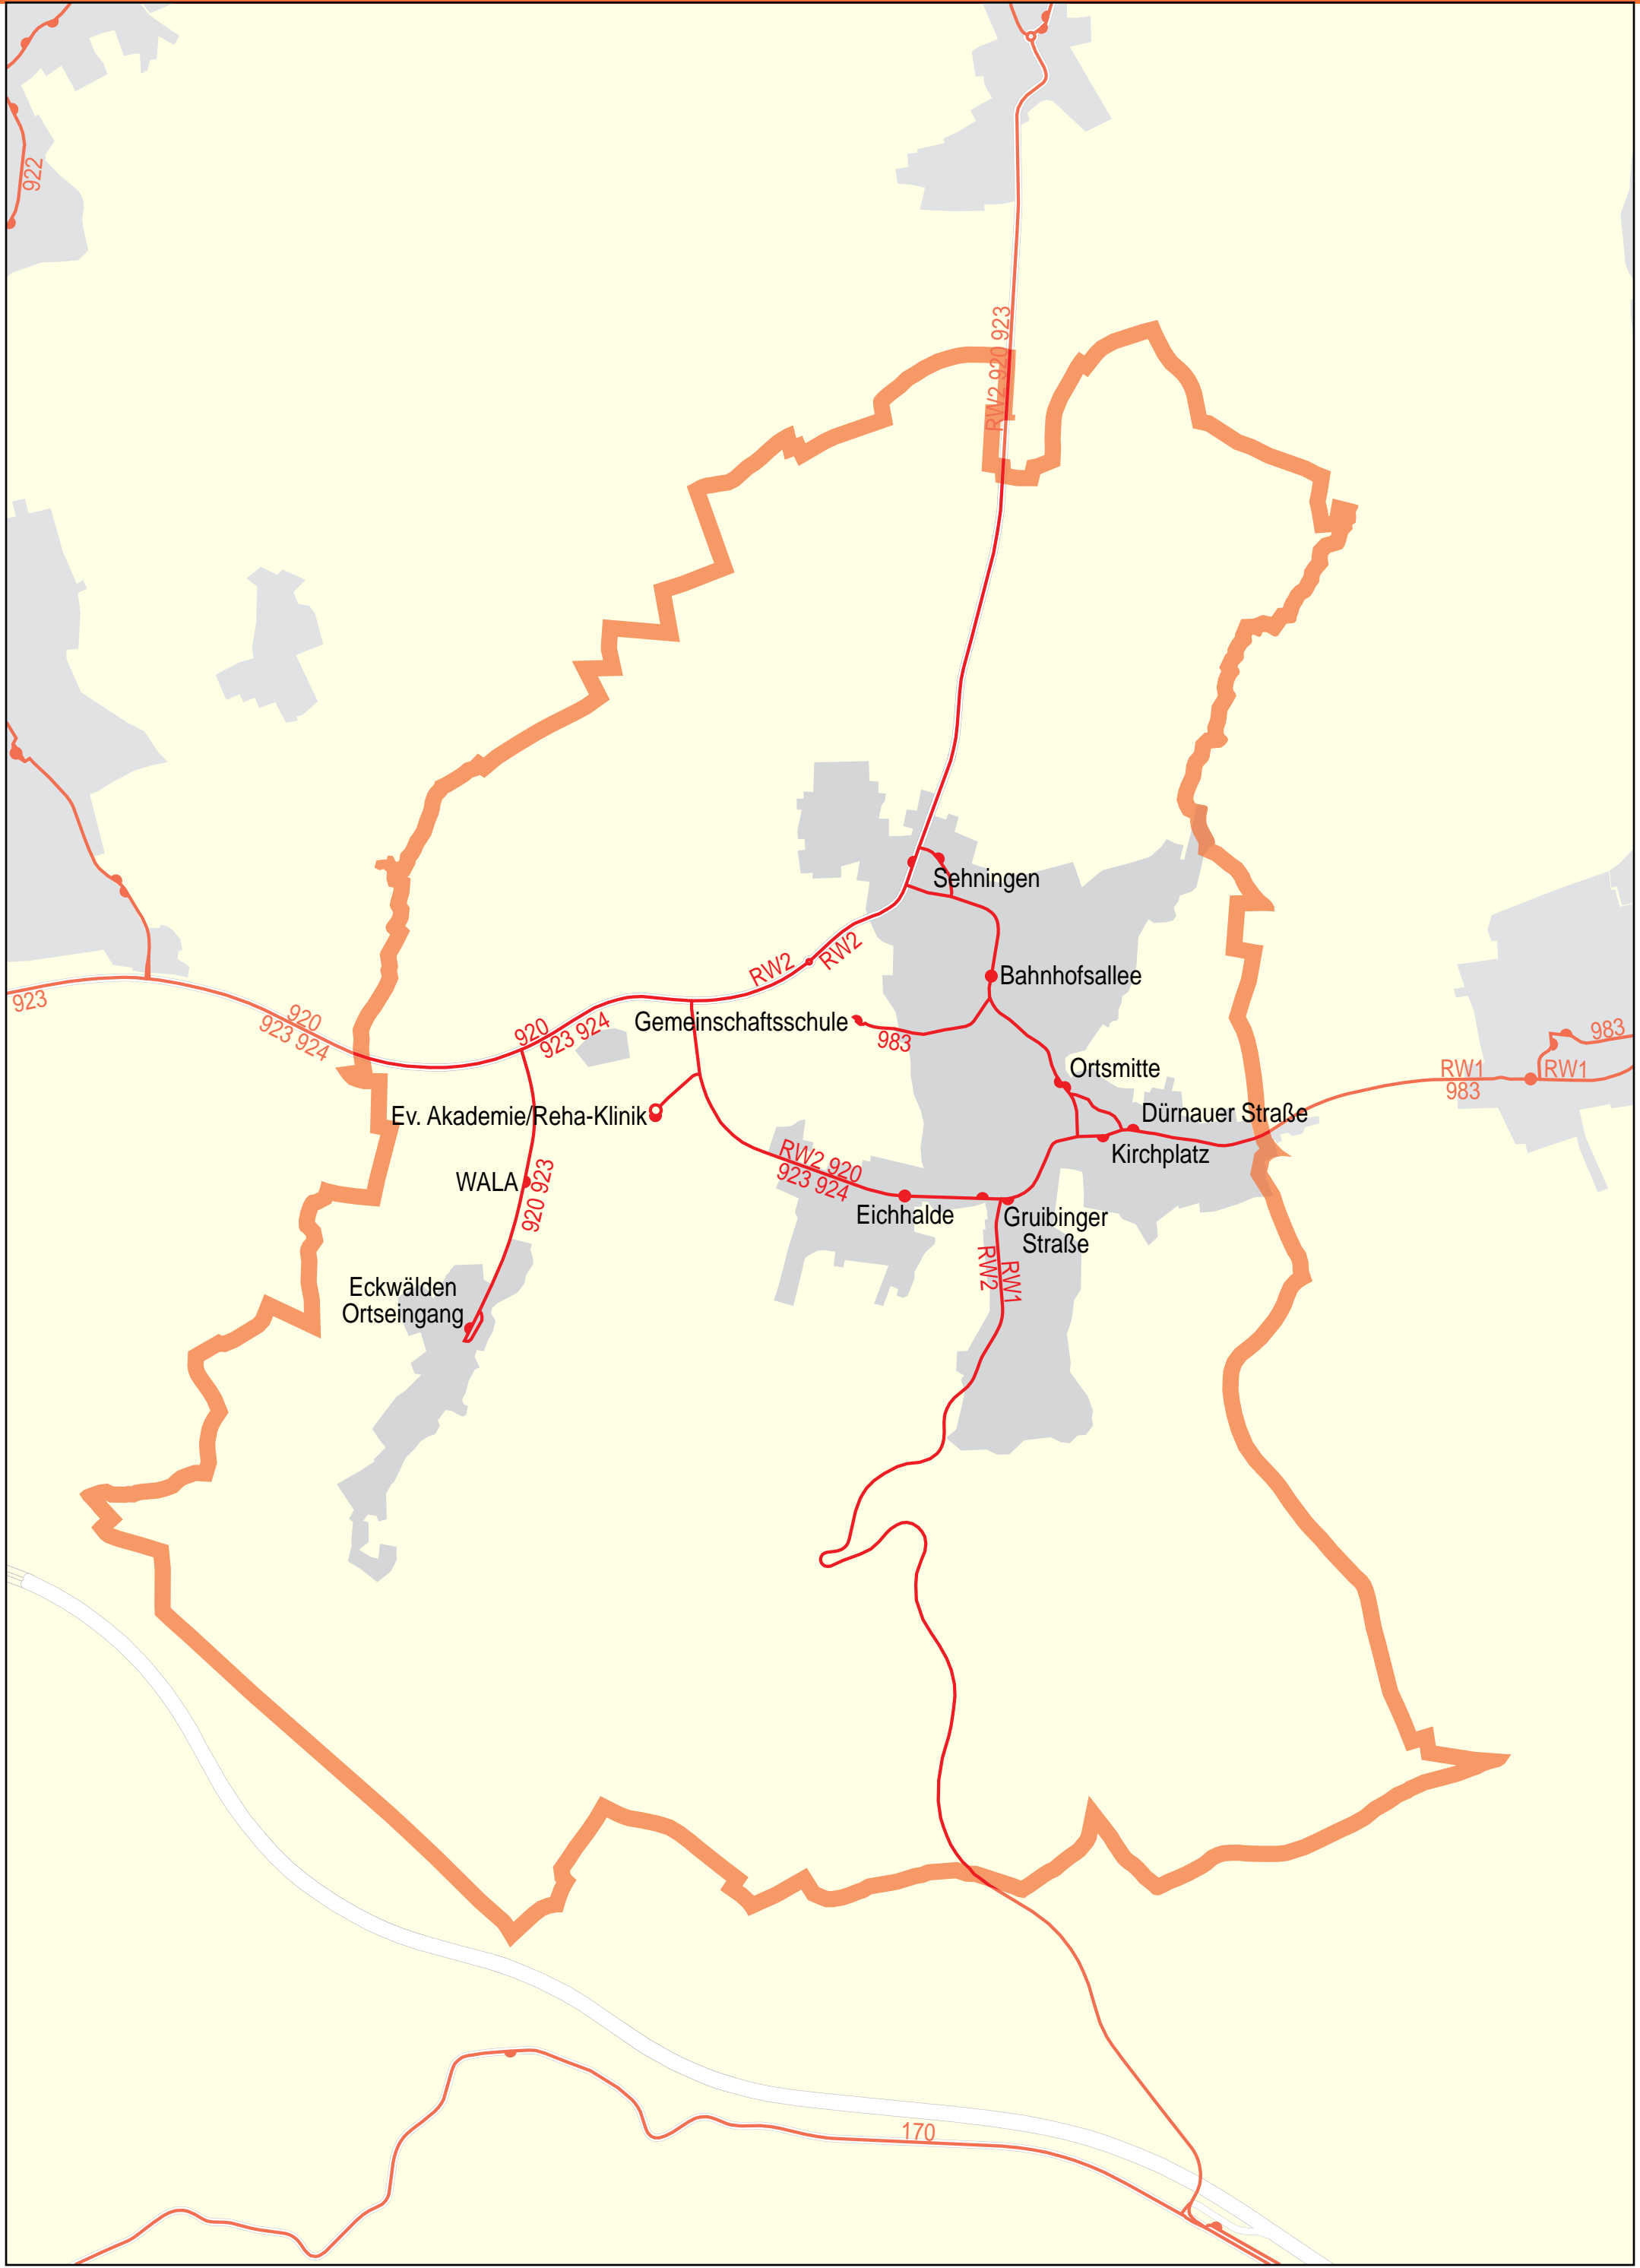 922
RW2 920 923
Sehningen
RW2
RW2
Bahnhofsallee
923
920
923 924
920
923 924
Gemeinschaftsschule
983
983
RW1
RW1
983
Ortsmitte
Dürnauer Straße
Ev. Akademie/Reha-Klinik
Kirchplatz
WALA
920 923
RW2 920
923 924
Eichhalde
Gruibinger
Straße
RW2
RW1
Eckwälden
Ortseingang
170